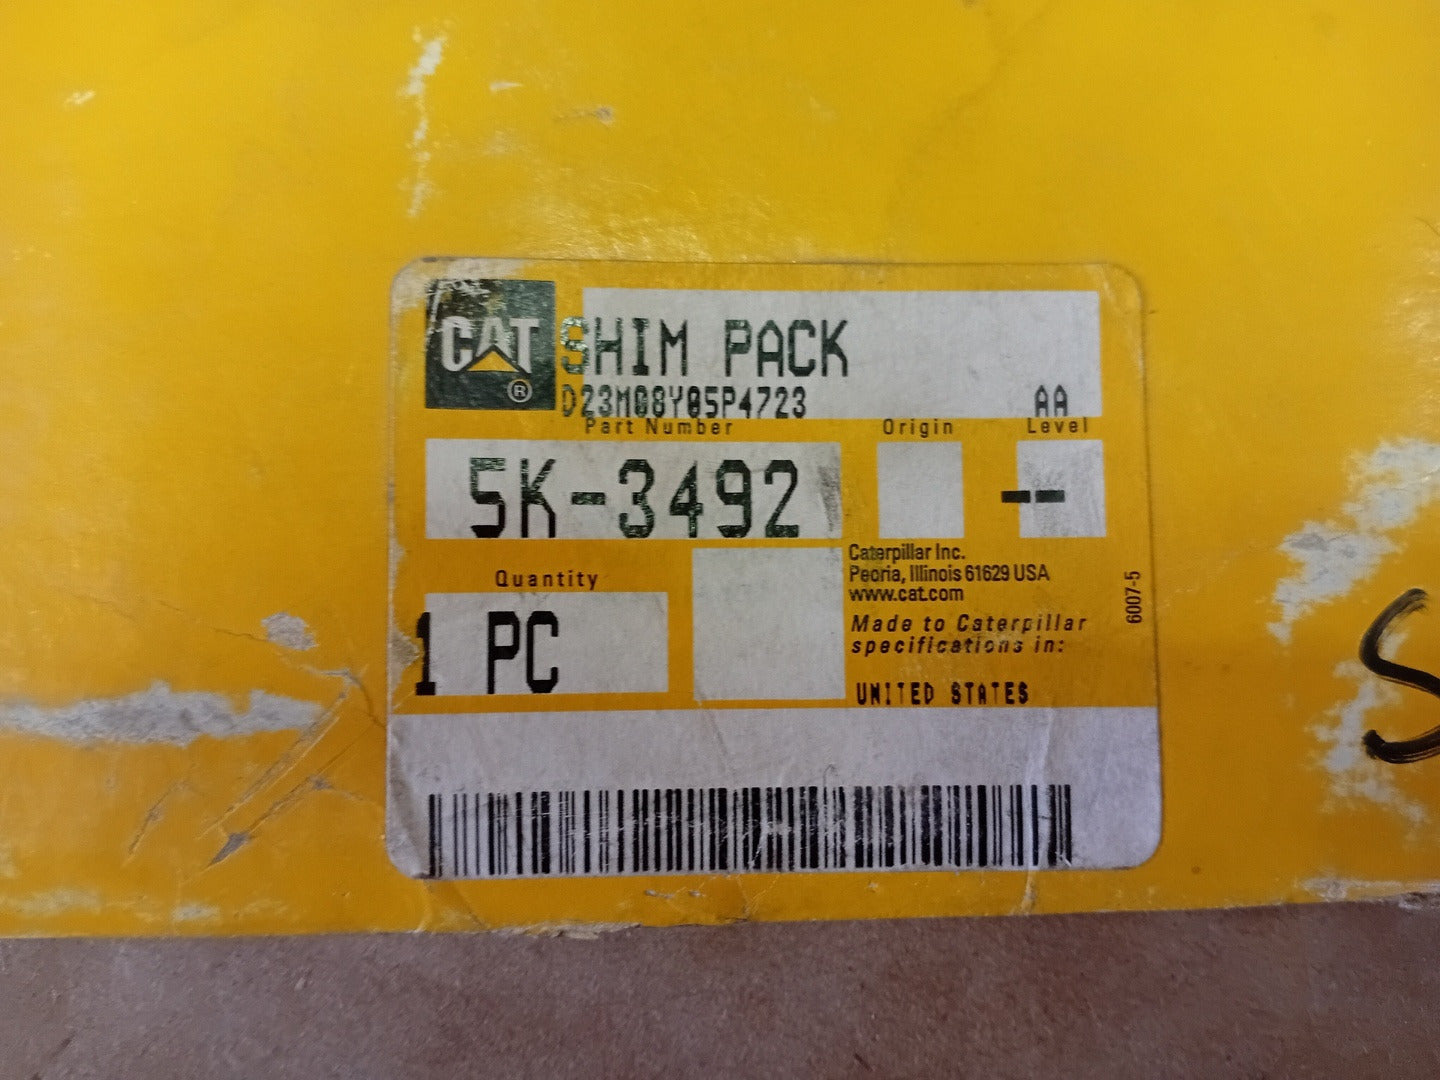 CAT
®
SHIM PACK
D23M08Y05P4723 AA
Part Number Origin Level
5K-3492 --
Caterpillar Inc.
Peoria, Illinois 61629 USA
www.cat.com
Quantity
1 PC
Made to Caterpillar
specifications in:
UNITED STATES
6007-5
S